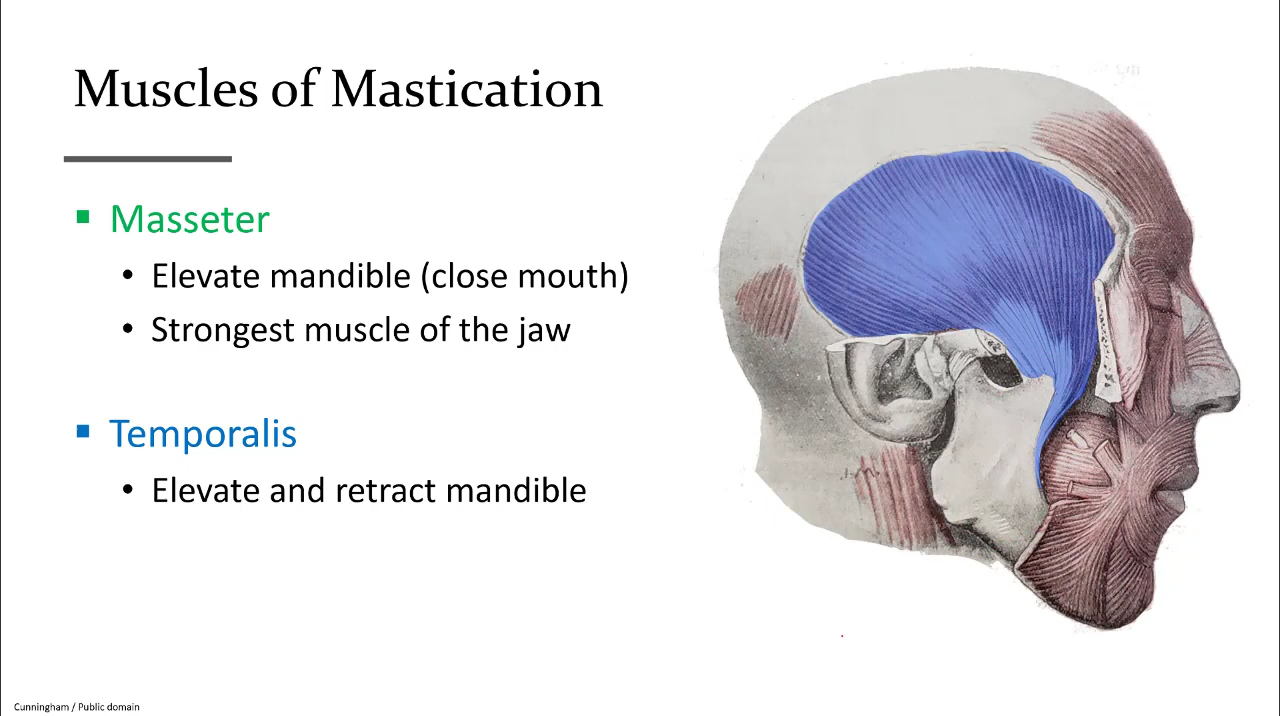 Muscles of Mastication
Masseter
Elevate mandible (close mouth)
Strongest muscle of the jaw
Temporalis
Elevate and retract mandible
Cunningham / Public domain